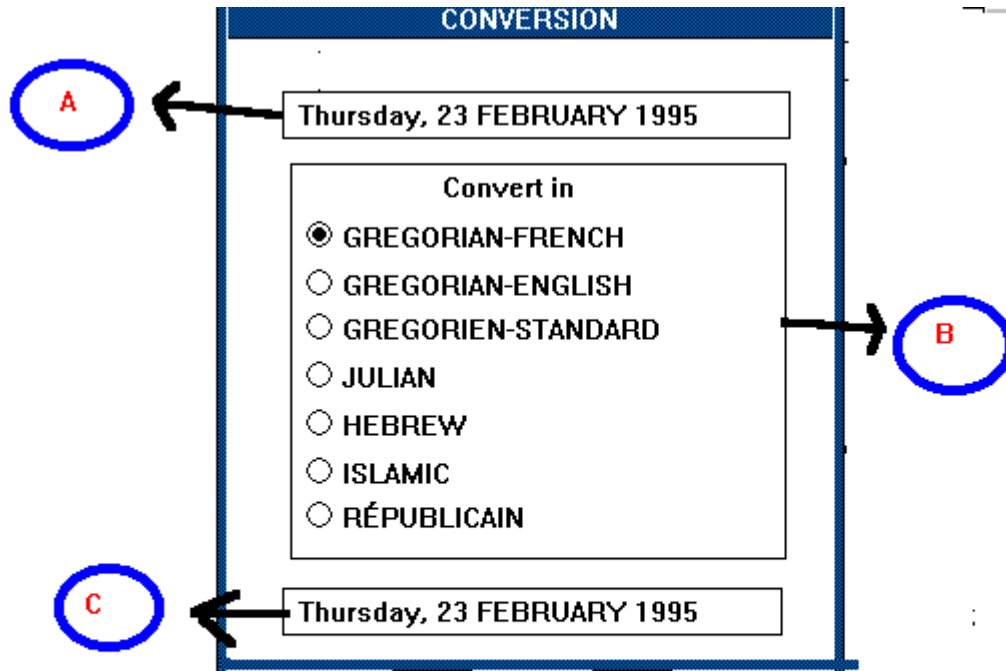 CONVERSION
A
Thursday, 23 FEBRUARY 1995
Convert in
GREGORIAN-FRENCH
GREGORIAN-ENGLISH
GREGORIEN-STANDARD
B
JULIAN
HEBREW
ISLAMIC
RÉPUBLICAIN
C
Thursday, 23 FEBRUARY 1995